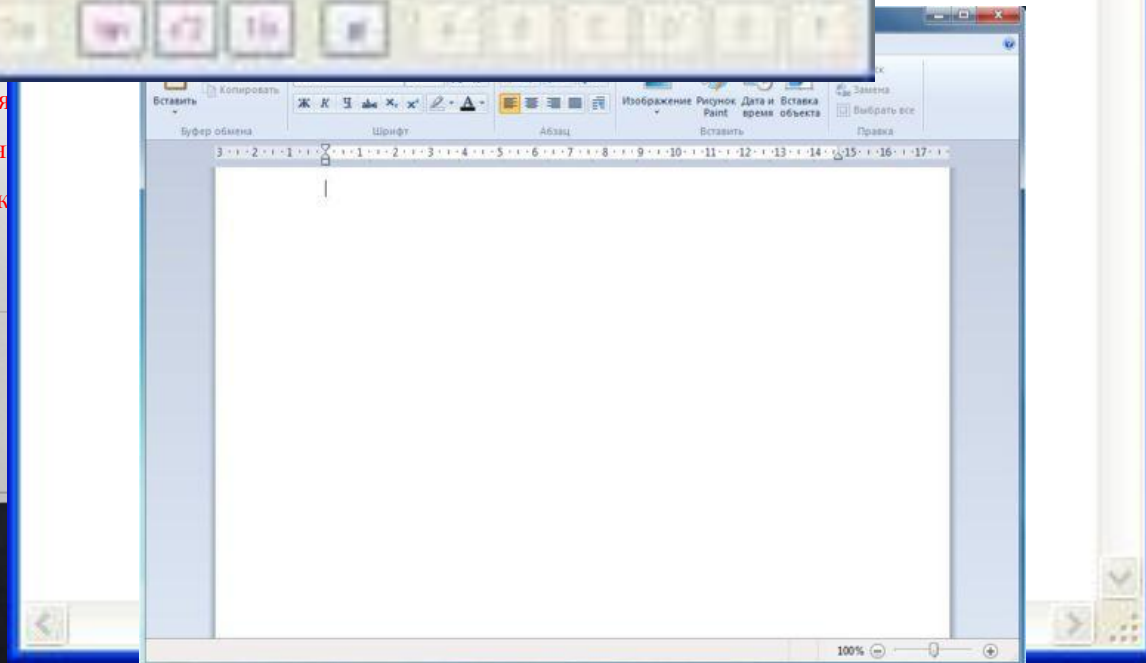 я
н
к
Вставить
Копировать
Ж К Ч abc X₂ X² A
Изображение Рисунок Paint Дата и время Вставка объекта
ск
Замена
Выбрать все
Буфер обмена Шрифт Абзац Вставить Правка
3 2 1 1 2 3 4 5 6 7 8 9 10 11 12 13 14 15 16 17
100%